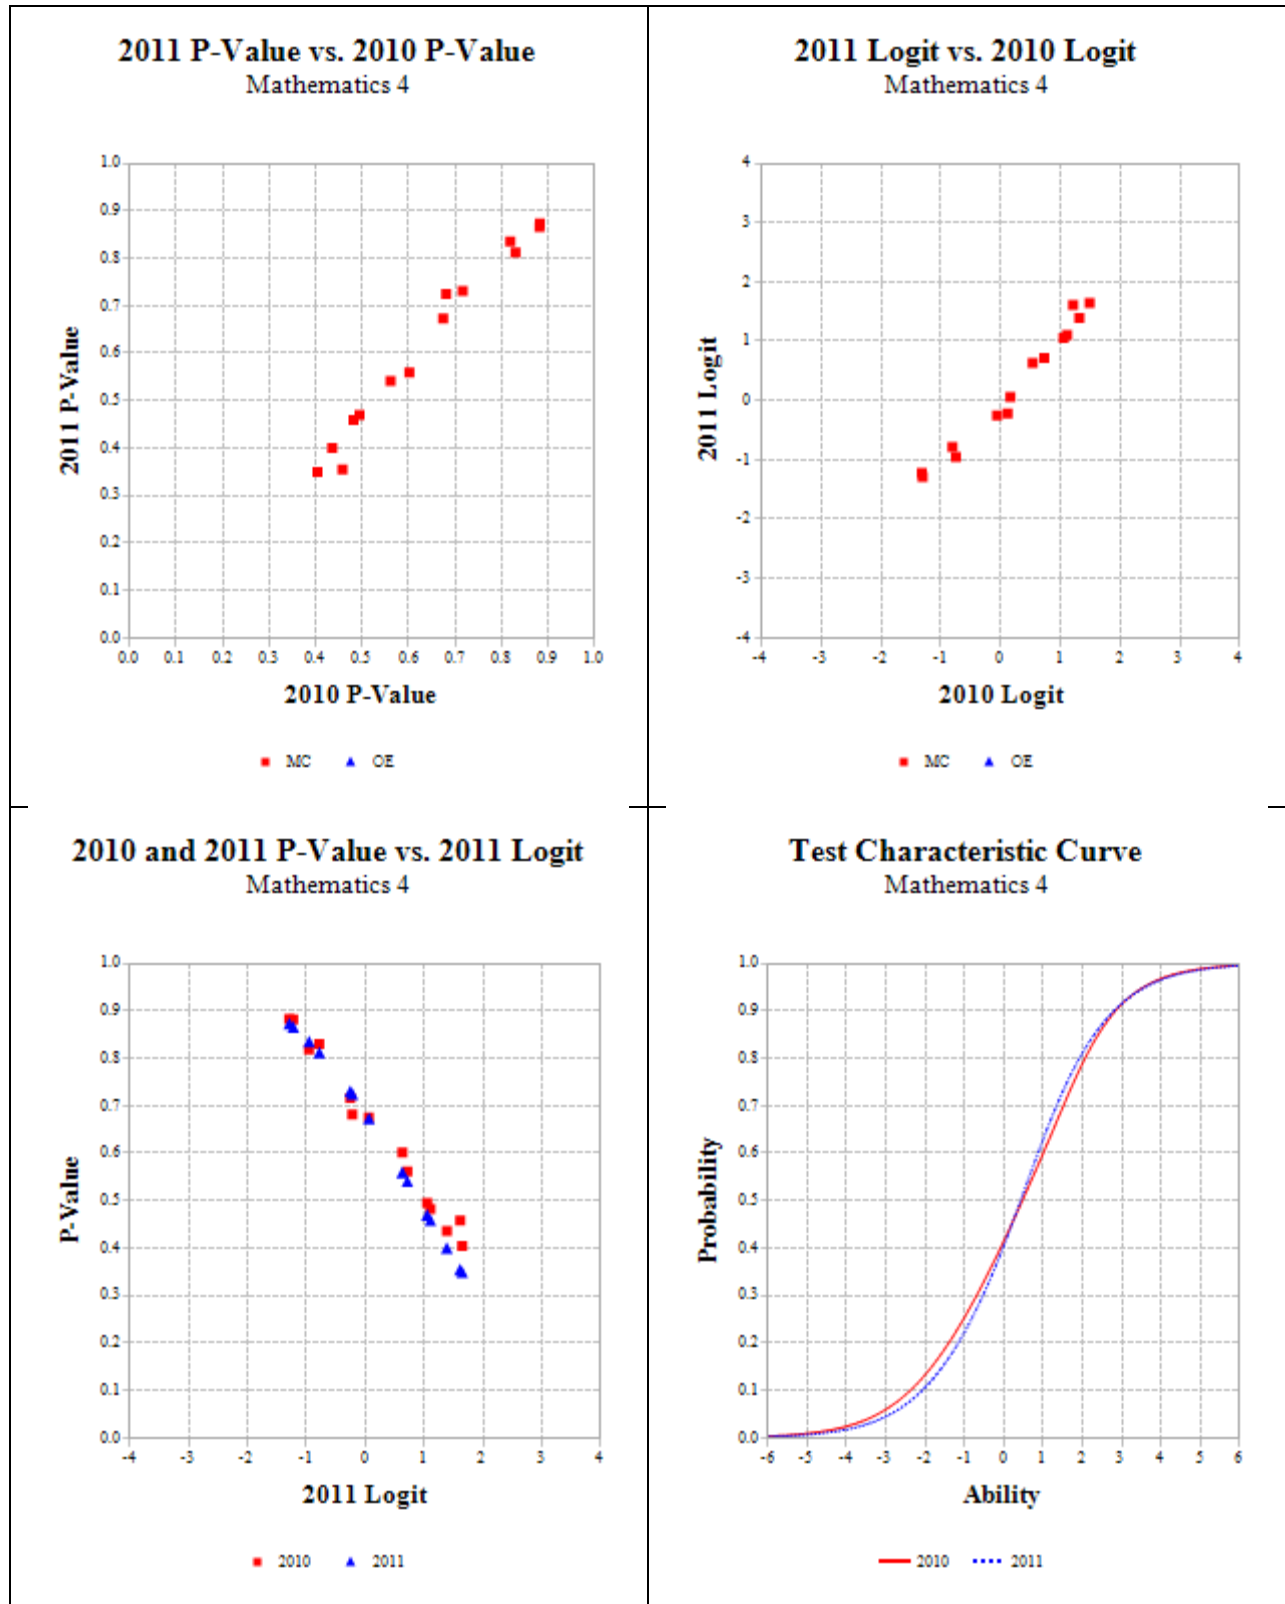 2011 P-Value vs. 2010 P-Value
Mathematics 4
1.0
0.9
0.8
0.7
0.6
0.5
0.4
0.3
0.2
0.1
0.0
2011 P-Value
0.0 0.1 0.2 0.3 0.4 0.5 0.6 0.7 0.8 0.9 1.0
2010 P-Value
MC OE
2011 Logit vs. 2010 Logit
Mathematics 4
4
3
2
1
0
-1
-2
-3
-4
2011 Logit
-4 -3 -2 -1 0 1 2 3 4
2010 Logit
MC OE
2010 and 2011 P-Value vs. 2011 Logit
Mathematics 4
1.0
0.9
0.8
0.7
0.6
0.5
0.4
0.3
0.2
0.1
0.0
P-Value
-4 -3 -2 -1 0 1 2 3 4
2011 Logit
2010 2011
Test Characteristic Curve
Mathematics 4
1.0
0.9
0.8
0.7
0.6
0.5
0.4
0.3
0.2
0.1
0.0
Probability
-6 -5 -4 -3 -2 -1 0 1 2 3 4 5 6
Ability
2010 2011